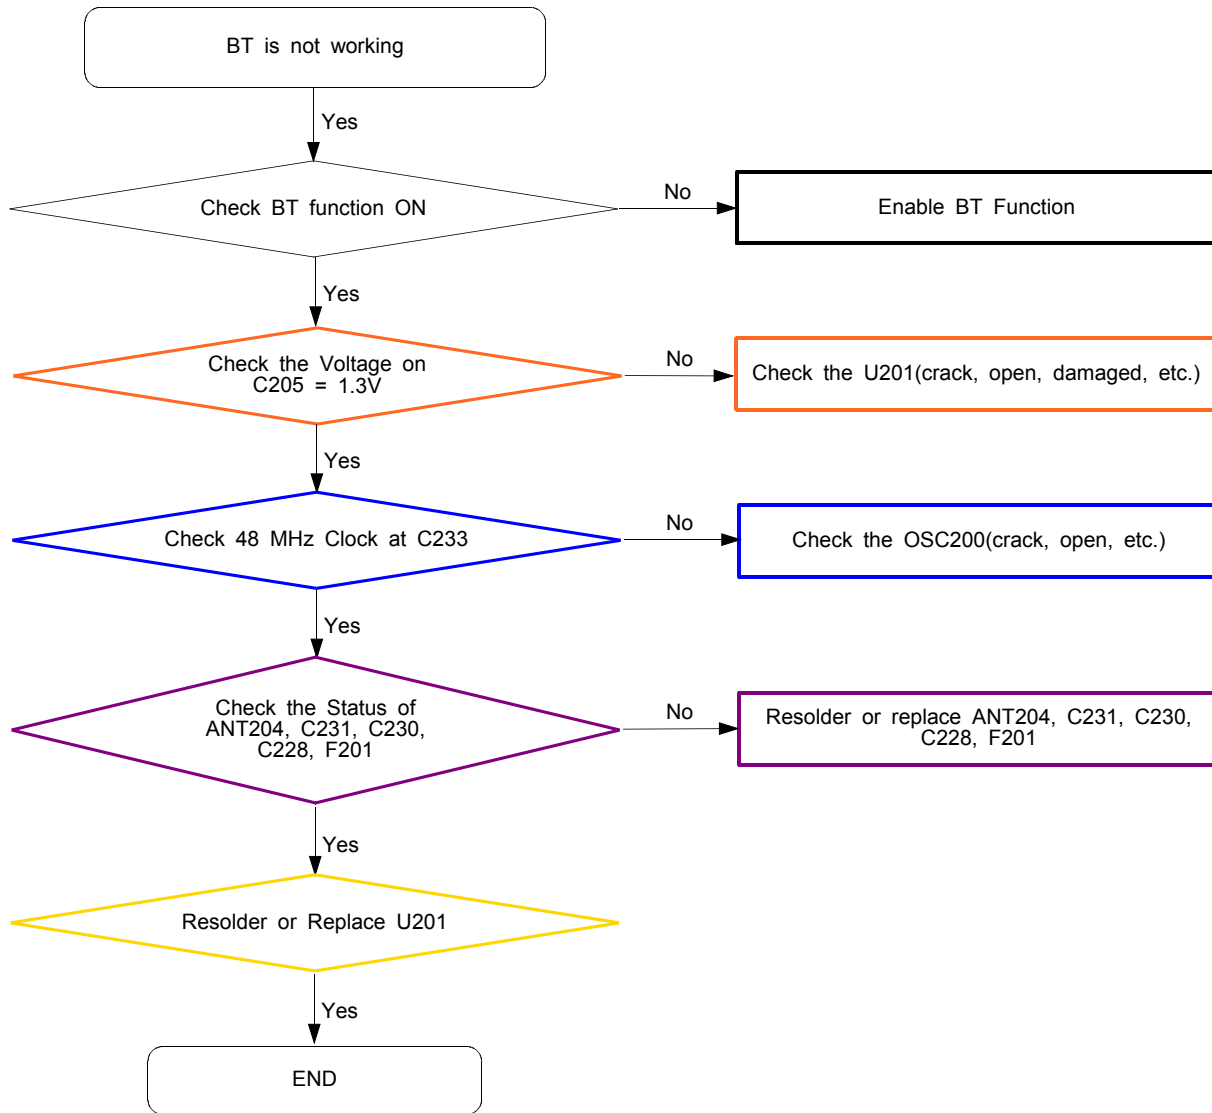 BT is not working
Yes
Check BT function ON
No
Enable BT Function
Yes
Check the Voltage on
C205 = 1.3V
No
Check the U201(crack, open, damaged, etc.)
Yes
Check 48 MHz Clock at C233
No
Check the OSC200(crack, open, etc.)
Yes
Check the Status of
ANT204, C231, C230,
C228, F201
No
Resolder or replace ANT204, C231, C230,
C228, F201
Yes
Resolder or Replace U201
Yes
END